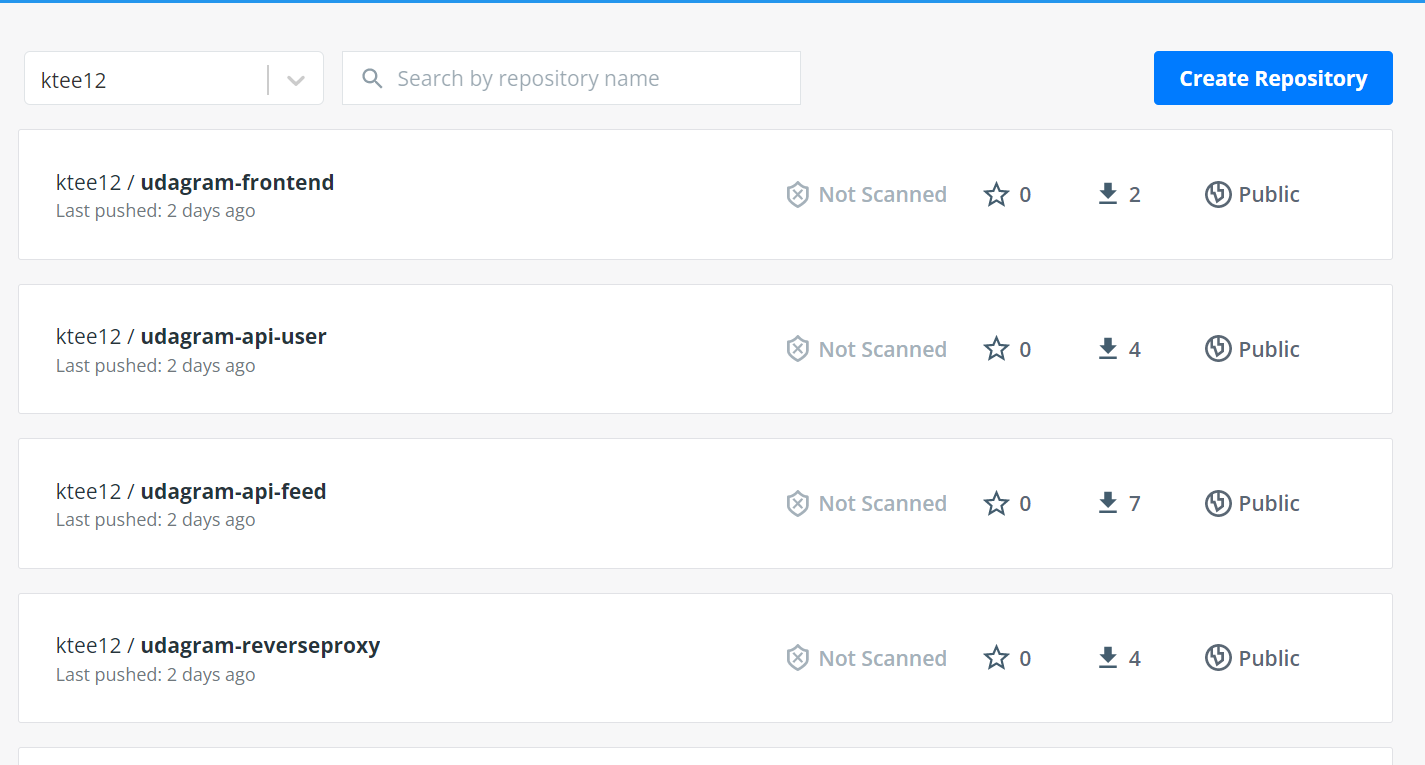 ktee12
Search by repository name
Create Repository
ktee12 / udagram-frontend
Last pushed: 2 days ago
Not Scanned
0
2
Public
ktee12 / udagram-api-user
Last pushed: 2 days ago
Not Scanned
0
4
Public
ktee12 / udagram-api-feed
Last pushed: 2 days ago
Not Scanned
0
7
Public
ktee12 / udagram-reverseproxy
Last pushed: 2 days ago
Not Scanned
0
4
Public